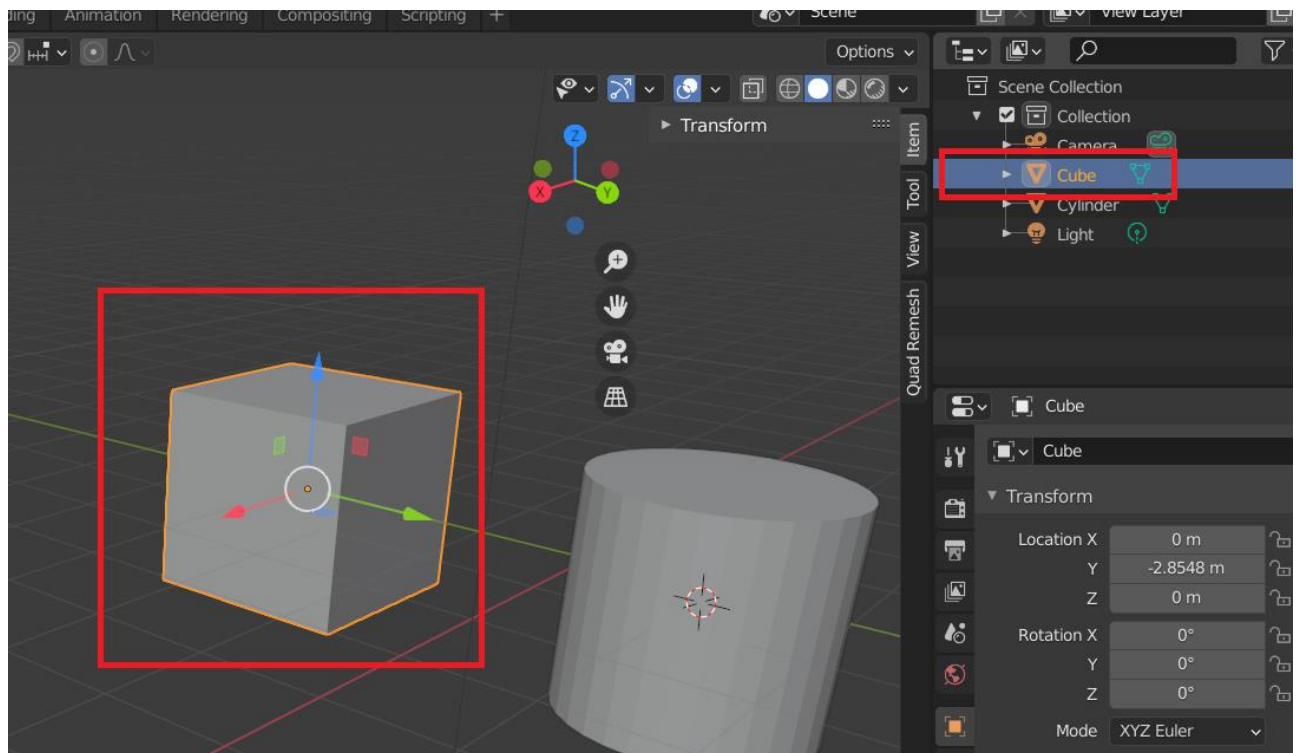 Animation Rendering Compositing Scripting +
Scene
View Layer
Options
Scene Collection
Collection
Camera
Cube
Cylinder
Light
Transform
Item
Tool
View
Quad Remesh
Z
X
Y
Cube
Cube
Transform
Location X 0 m
Y -2.8548 m
Z 0 m
Rotation X 0°
Y 0°
Z 0°
Mode XYZ Euler